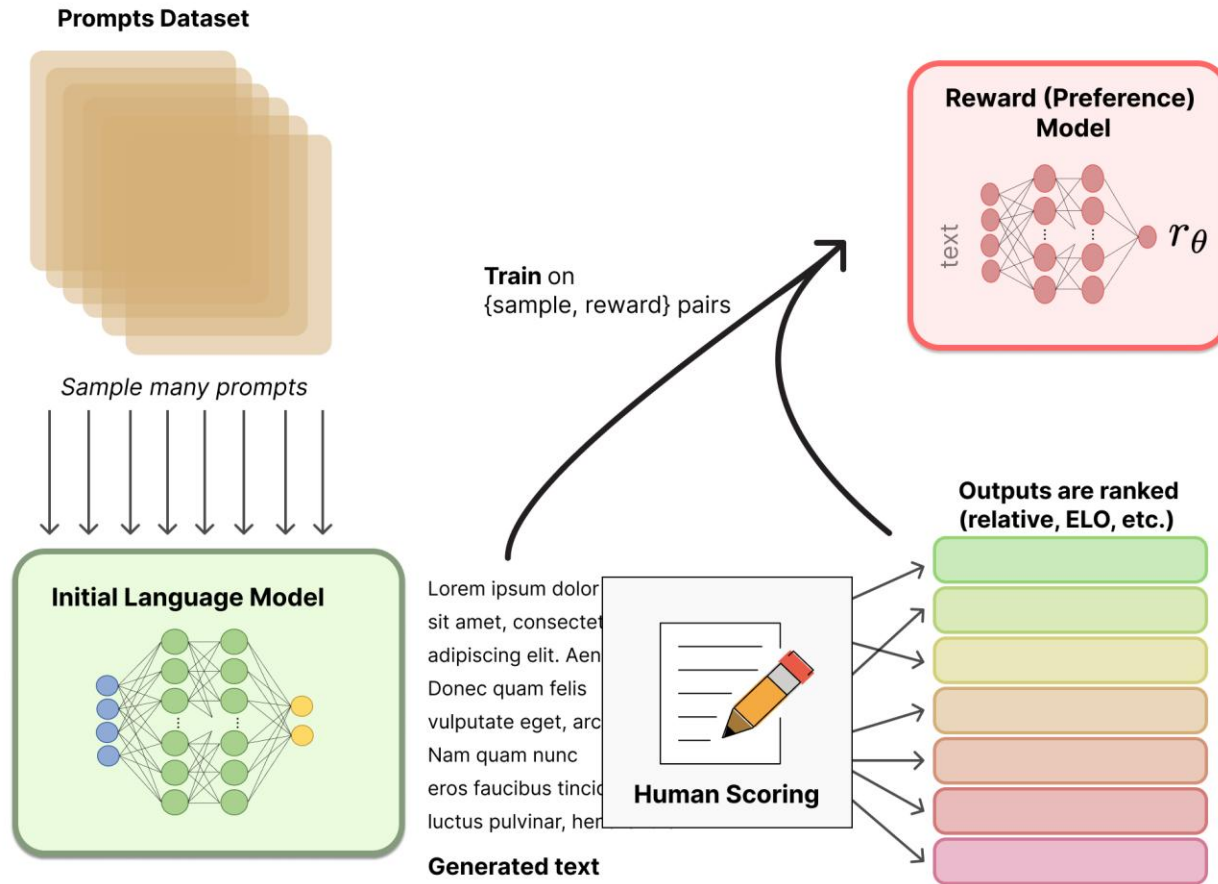 Prompts Dataset
Sample many prompts
Initial Language Model
Train on
{sample, reward} pairs
Reward (Preference)
Model
text
r_θ
Lorem ipsum dolor
sit amet, consectet
adipiscing elit. Aen
Donec quam felis
vulputate eget, arc
Nam quam nunc
eros faucibus tincid
luctus pulvinar, hen
Generated text
Human Scoring
Outputs are ranked
(relative, ELO, etc.)